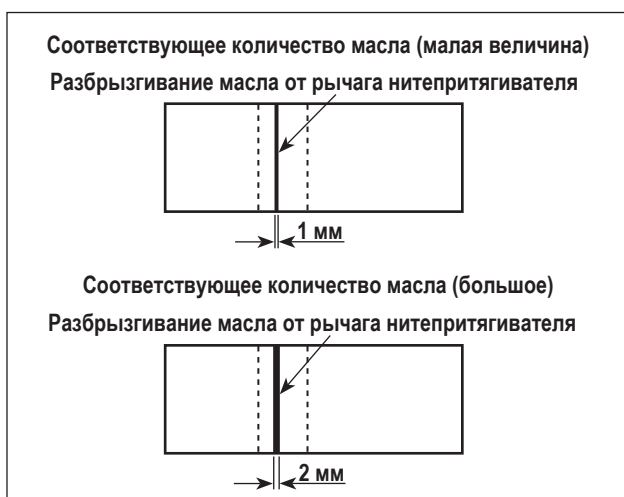 Соответствующее количество масла (малая величина)
Разбрызгивание масла от рычага нитепритягивателя
1 мм
Соответствующее количество масла (большое)
Разбрызгивание масла от рычага нитепритягивателя
2 мм